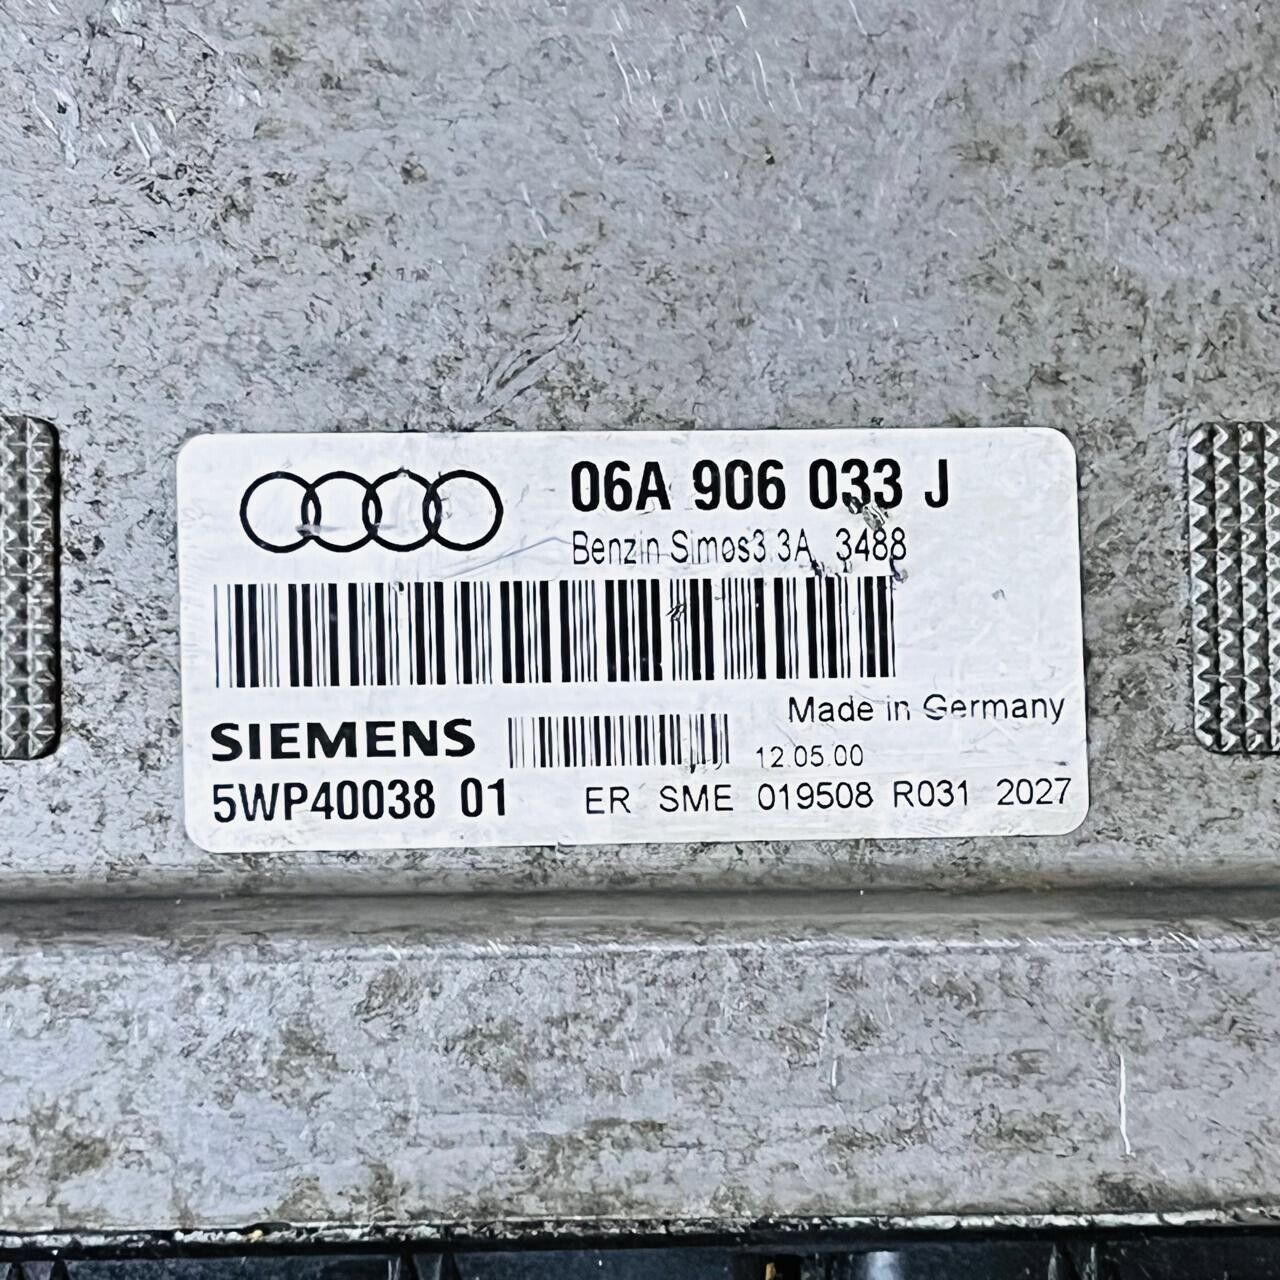 06A 906 033 J
Benzin Simos3.3A 3488
Made in Germany
SIEMENS
12.05.00
5WP40038 01 ER SME 019508 R031 2027